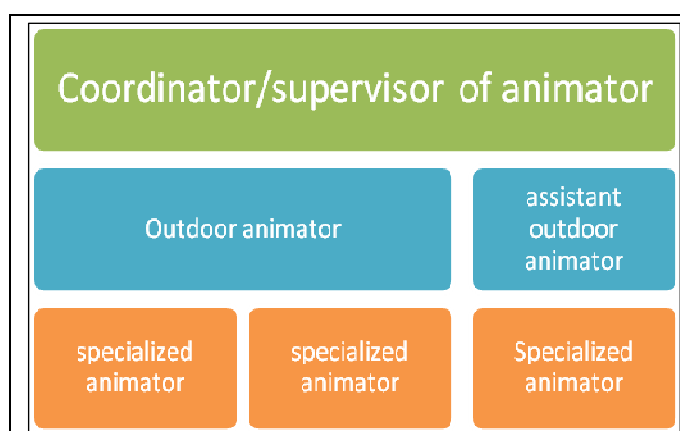 Coordinator/supervisor of animator
Outdoor animator
assistant
outdoor
animator
specialized
animator
specialized
animator
Specialized
animator